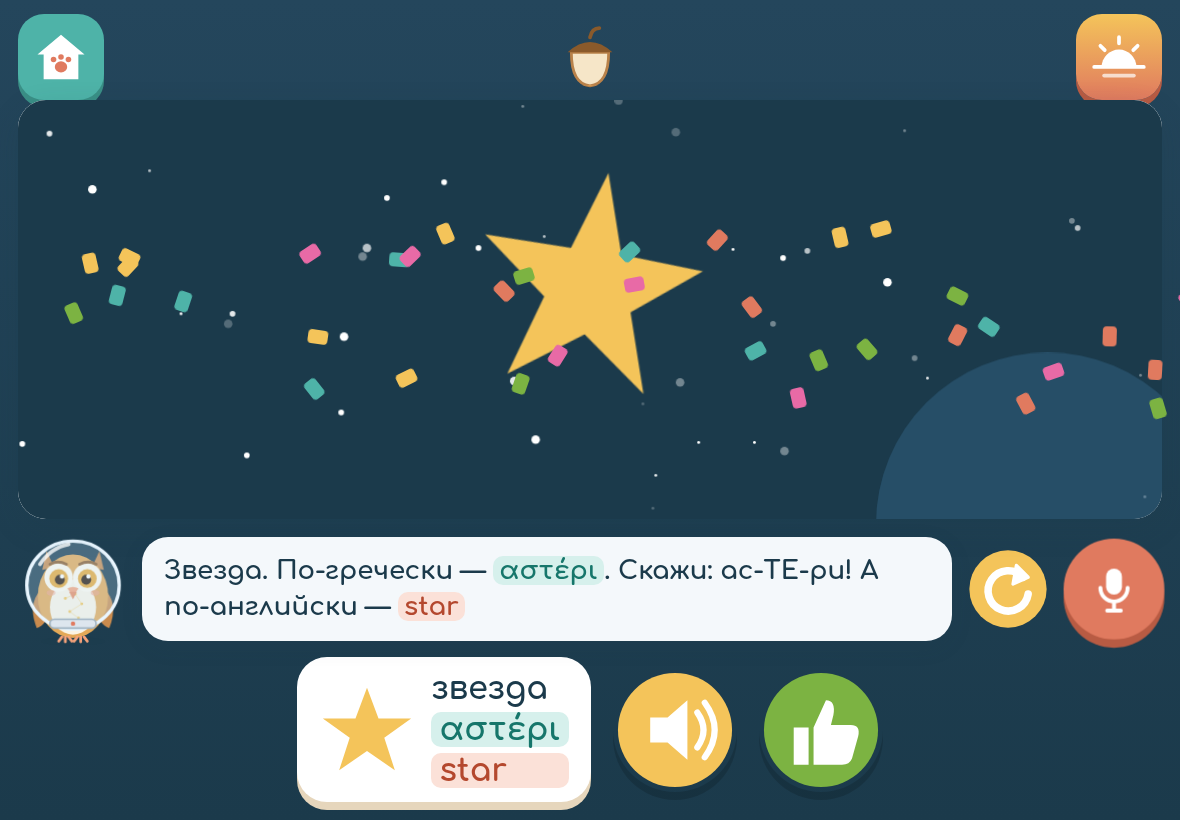 Звезда. По-гречески — αστέρι. Скажи: ас-ТЕ-ри! А
по-английски — star
звезда
αστέρι
star